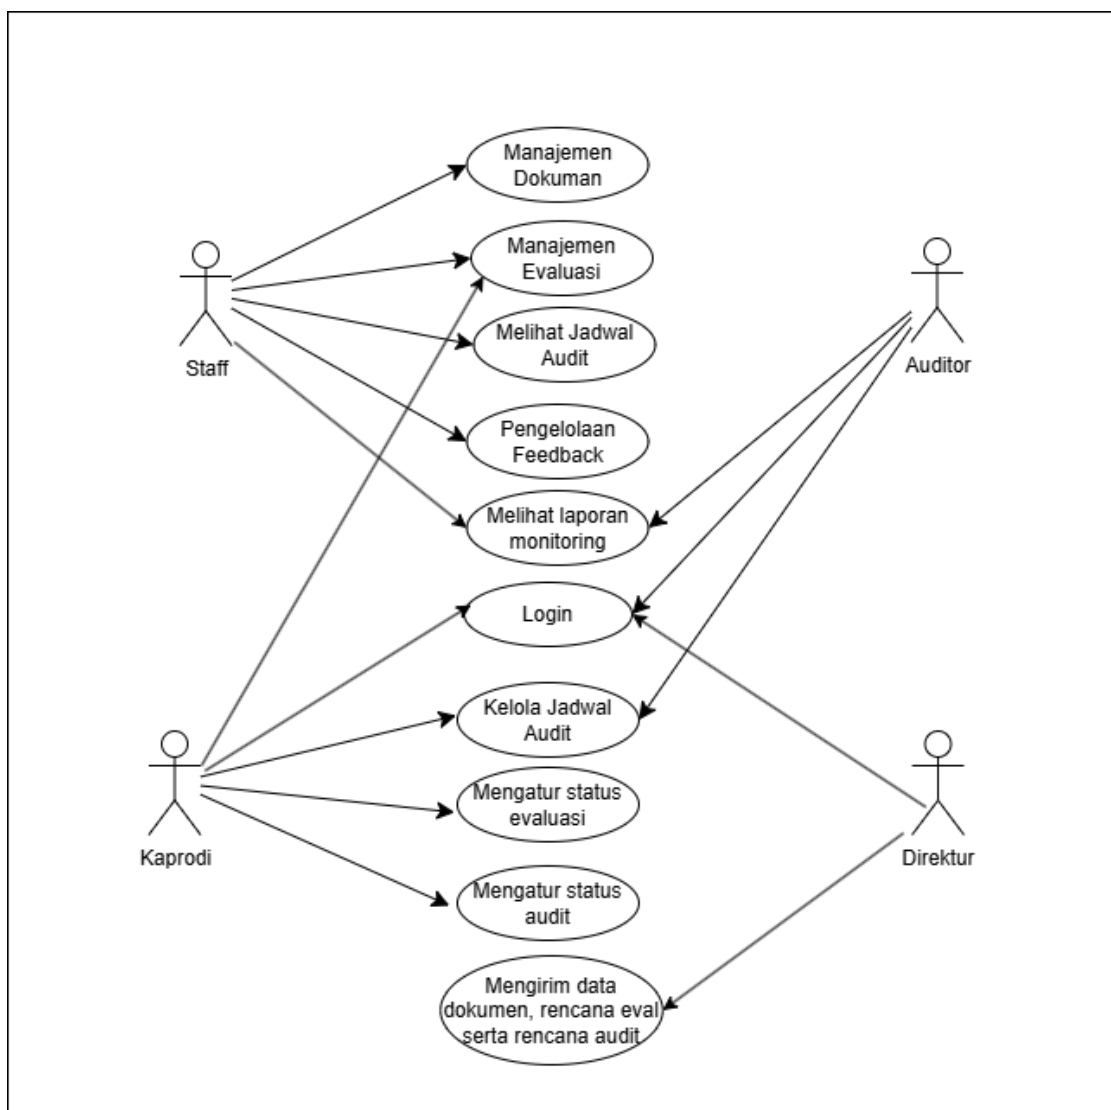 Manajemen
Dokuman
Manajemen
Evaluasi
Melihat Jadwal
Audit
Staff
Auditor
Pengelolaan
Feedback
Melihat laporan
monitoring
Login
Kelola Jadwal
Audit
Mengatur status
evaluasi
Kaprodi
Direktur
Mengatur status
audit
Mengirim data
dokumen, rencana eval
serta rencana audit